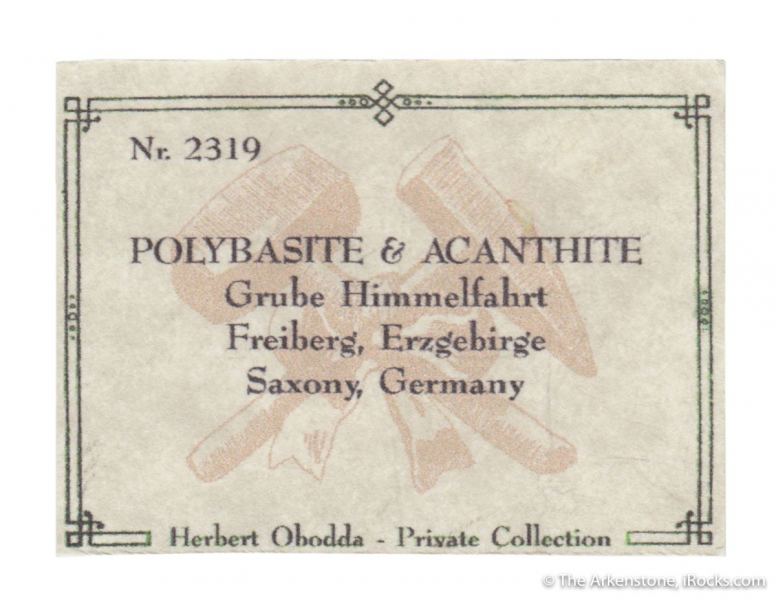 Nr. 2319
POLYBASITE & ACANTHITE
Grube Himmelfahrt
Freiberg, Erzgebirge
Saxony, Germany
Herbert Obodda - Private Collection
© The Arkenstone, iRocks.com